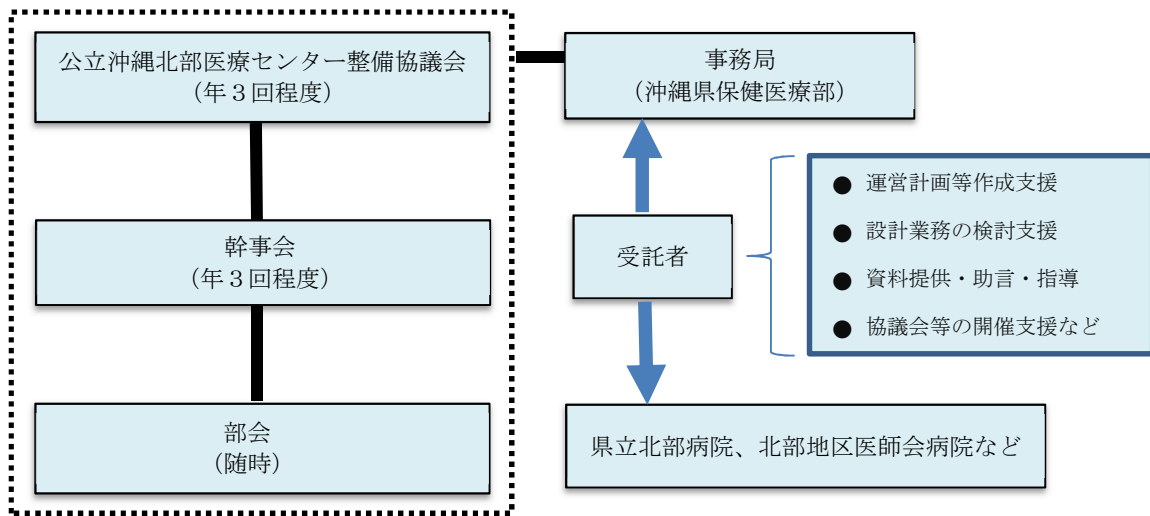 公立沖縄北部医療センター整備協議会
（年３回程度）
事務局
（沖縄県保健医療部）
幹事会
（年３回程度）
受託者
● 運営計画等作成支援
● 設計業務の検討支援
● 資料提供・助言・指導
● 協議会等の開催支援など
部会
（随時）
県立北部病院、北部地区医師会病院など